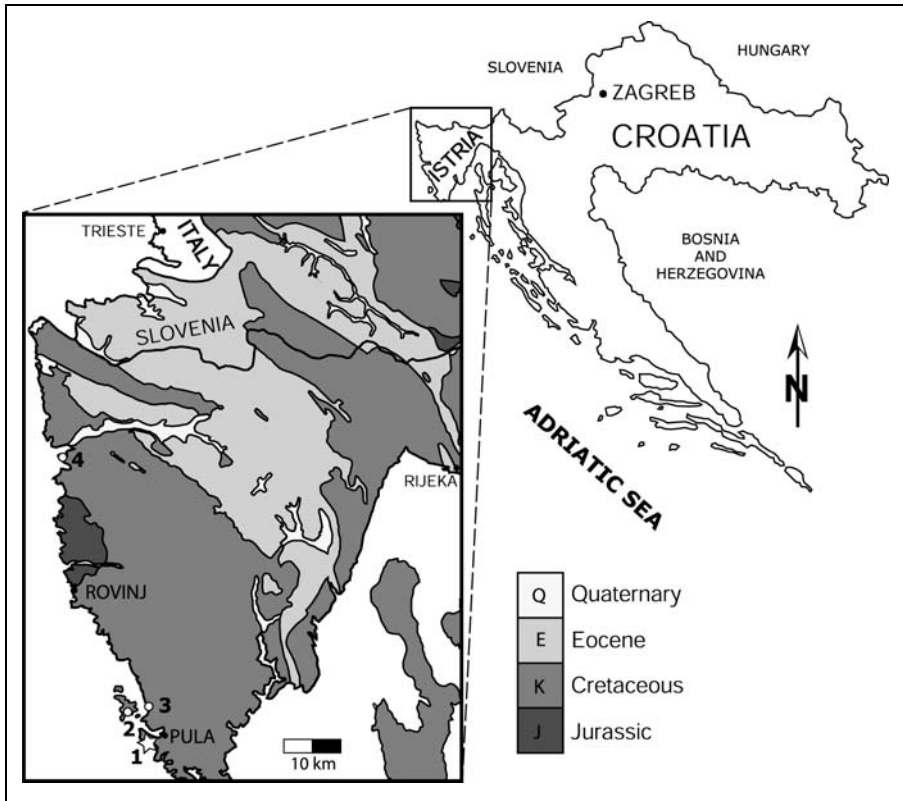 HUNGARY
SLOVENIA
ZAGREB
CROATIA
ISTRIA
BOSNIA
AND
HERZEGOVINA
N
ADRIATIC SEA
TRIESTE
ITALY
SLOVENIA
4
RIJEKA
ROVINJ
3
2
PULA
1
10 km
Q Quaternary
E Eocene
K Cretaceous
J Jurassic